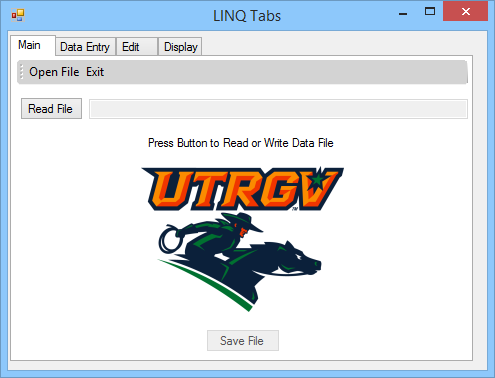 LINQ Tabs
Main Data Entry Edit Display
Open File Exit
Read File
Press Button to Read or Write Data File
UTRGV
TM
Save File